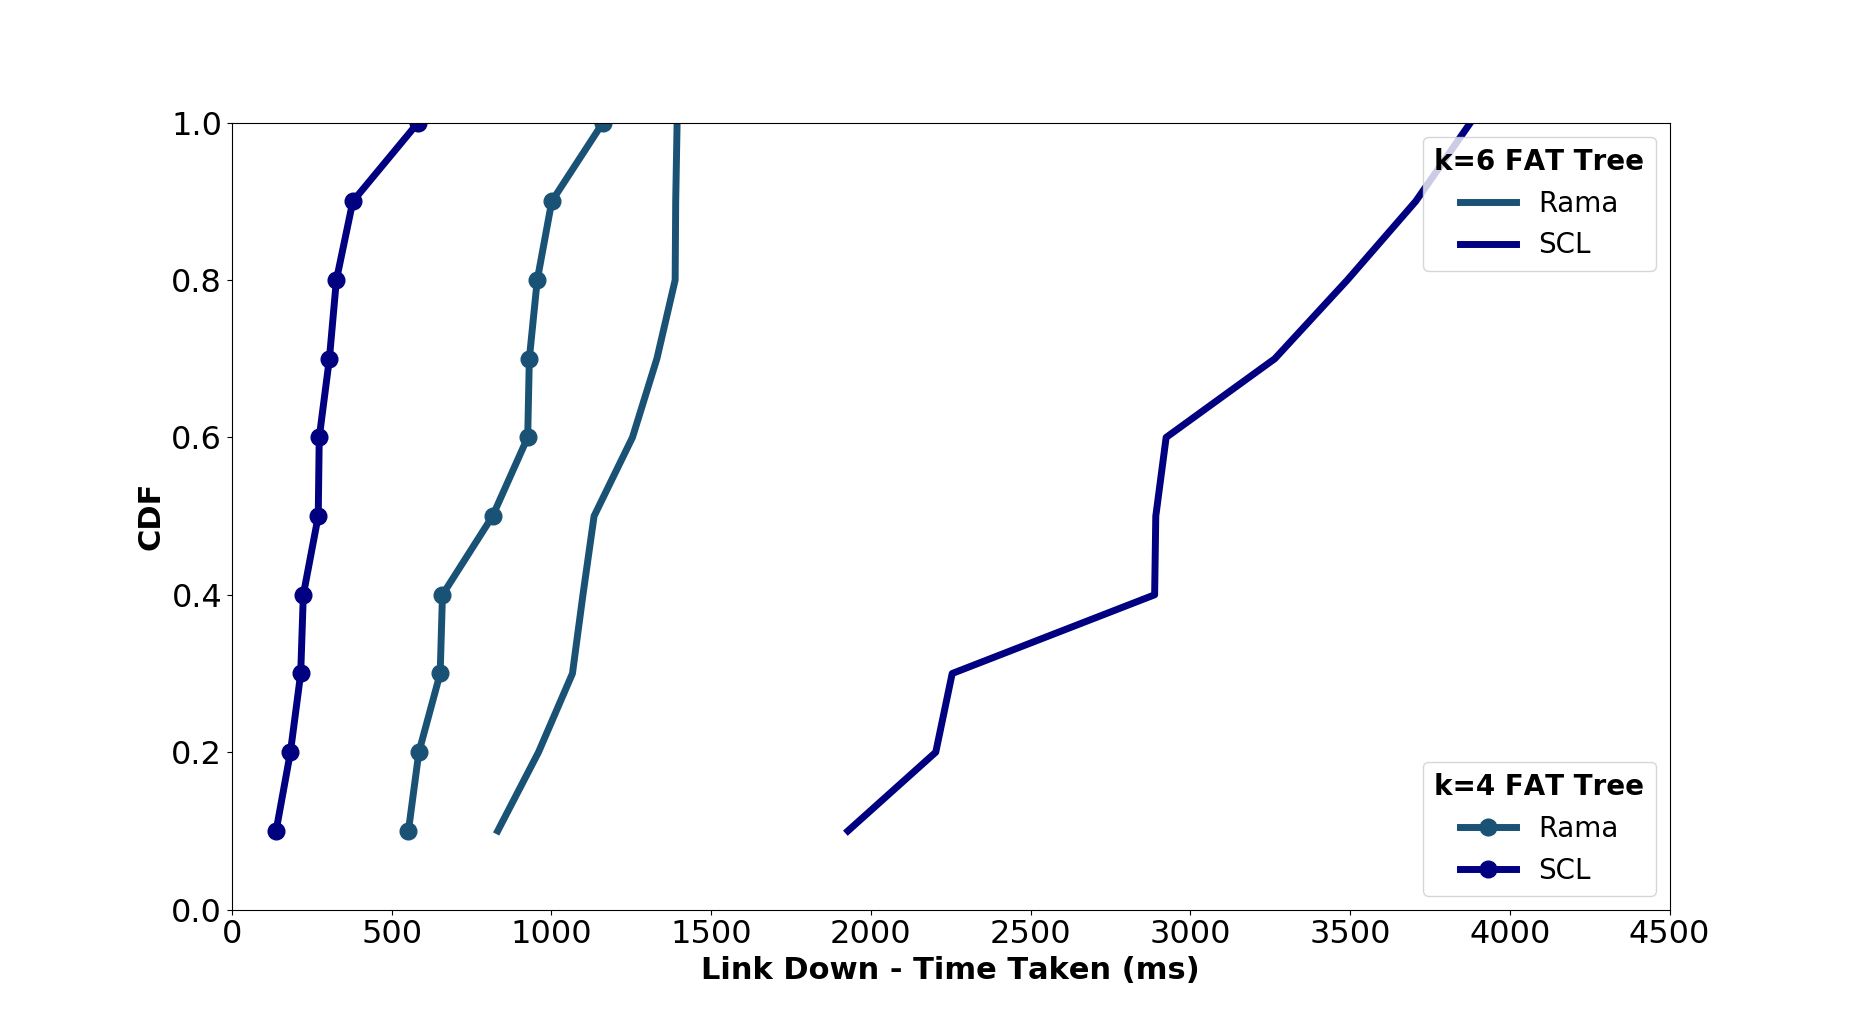 1.0
0.8
0.6
0.4
0.2
0.0
CDF
k=6 FAT Tree
Rama
SCL
k=4 FAT Tree
Rama
SCL
0 500 1000 1500 2000 2500 3000 3500 4000 4500
Link Down - Time Taken (ms)